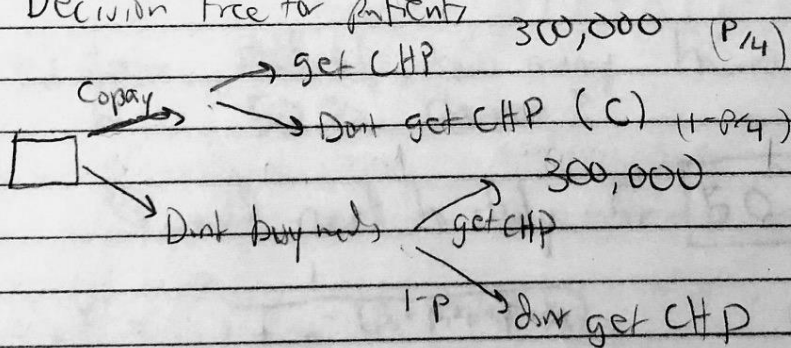 Decision Tree for Patients
300,000 (P/4)
get CHP
Copay
Dont get CHP (C) (1-P/4)
300,000
Dont buy meds
get CHP
1-P
dont get CHP